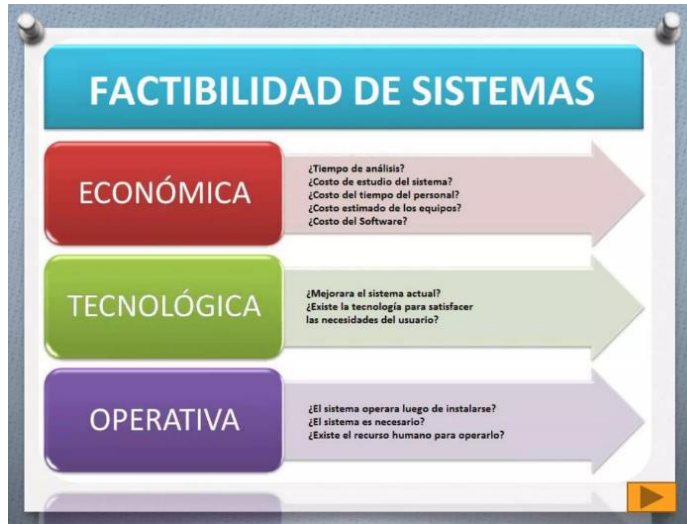 FACTIBILIDAD DE SISTEMAS
ECONÓMICA
¿Tiempo de análisis?
¿Costo de estudio del sistema?
¿Costo del tiempo del personal?
¿Costo estimado de los equipos?
¿Costo del Software?
TECNOLÓGICA
¿Mejorara el sistema actual?
¿Existe la tecnología para satisfacer
las necesidades del usuario?
OPERATIVA
¿El sistema operara luego de instalarse?
¿El sistema es necesario?
¿Existe el recurso humano para operarlo?